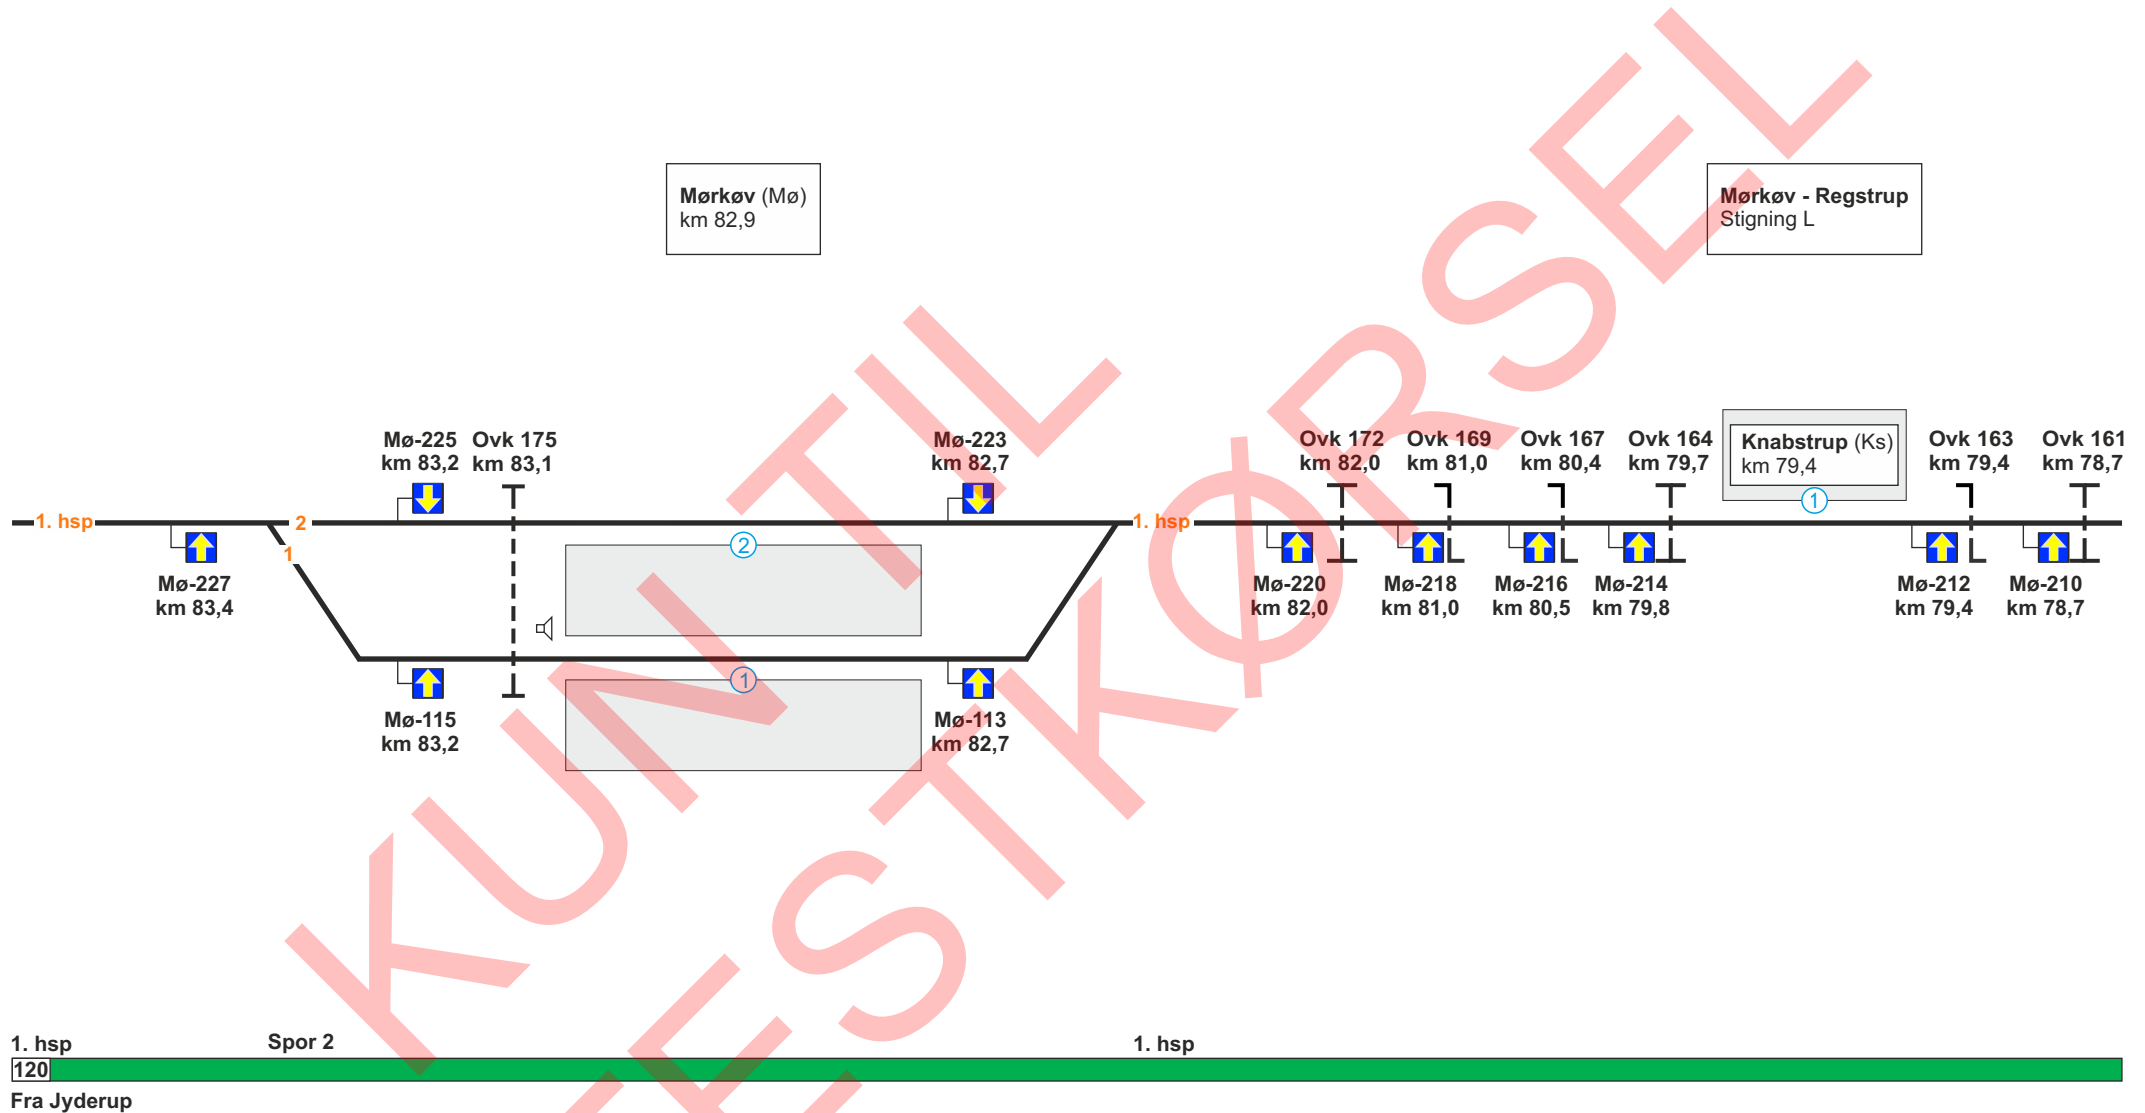 Mørkøv (Mø)
km 82,9
Mørkøv - Regstrup
Stigning L
Mø-225
km 83,2
Ovk 175
km 83,1
Mø-223
km 82,7
Ovk 172
km 82,0
Ovk 169
km 81,0
Ovk 167
km 80,4
Ovk 164
km 79,7
Knabstrup (Ks)
km 79,4
1
Ovk 163
km 79,4
Ovk 161
km 78,7
1. hsp
2
1
1. hsp
2
Mø-227
km 83,4
Mø-220
km 82,0
Mø-218
km 81,0
Mø-216
km 80,5
Mø-214
km 79,8
Mø-212
km 79,4
Mø-210
km 78,7
1
Mø-115
km 83,2
Mø-113
km 82,7
KUN TIL
TESTKØRSEL
1. hsp
Spor 2
1. hsp
120
Fra Jyderup